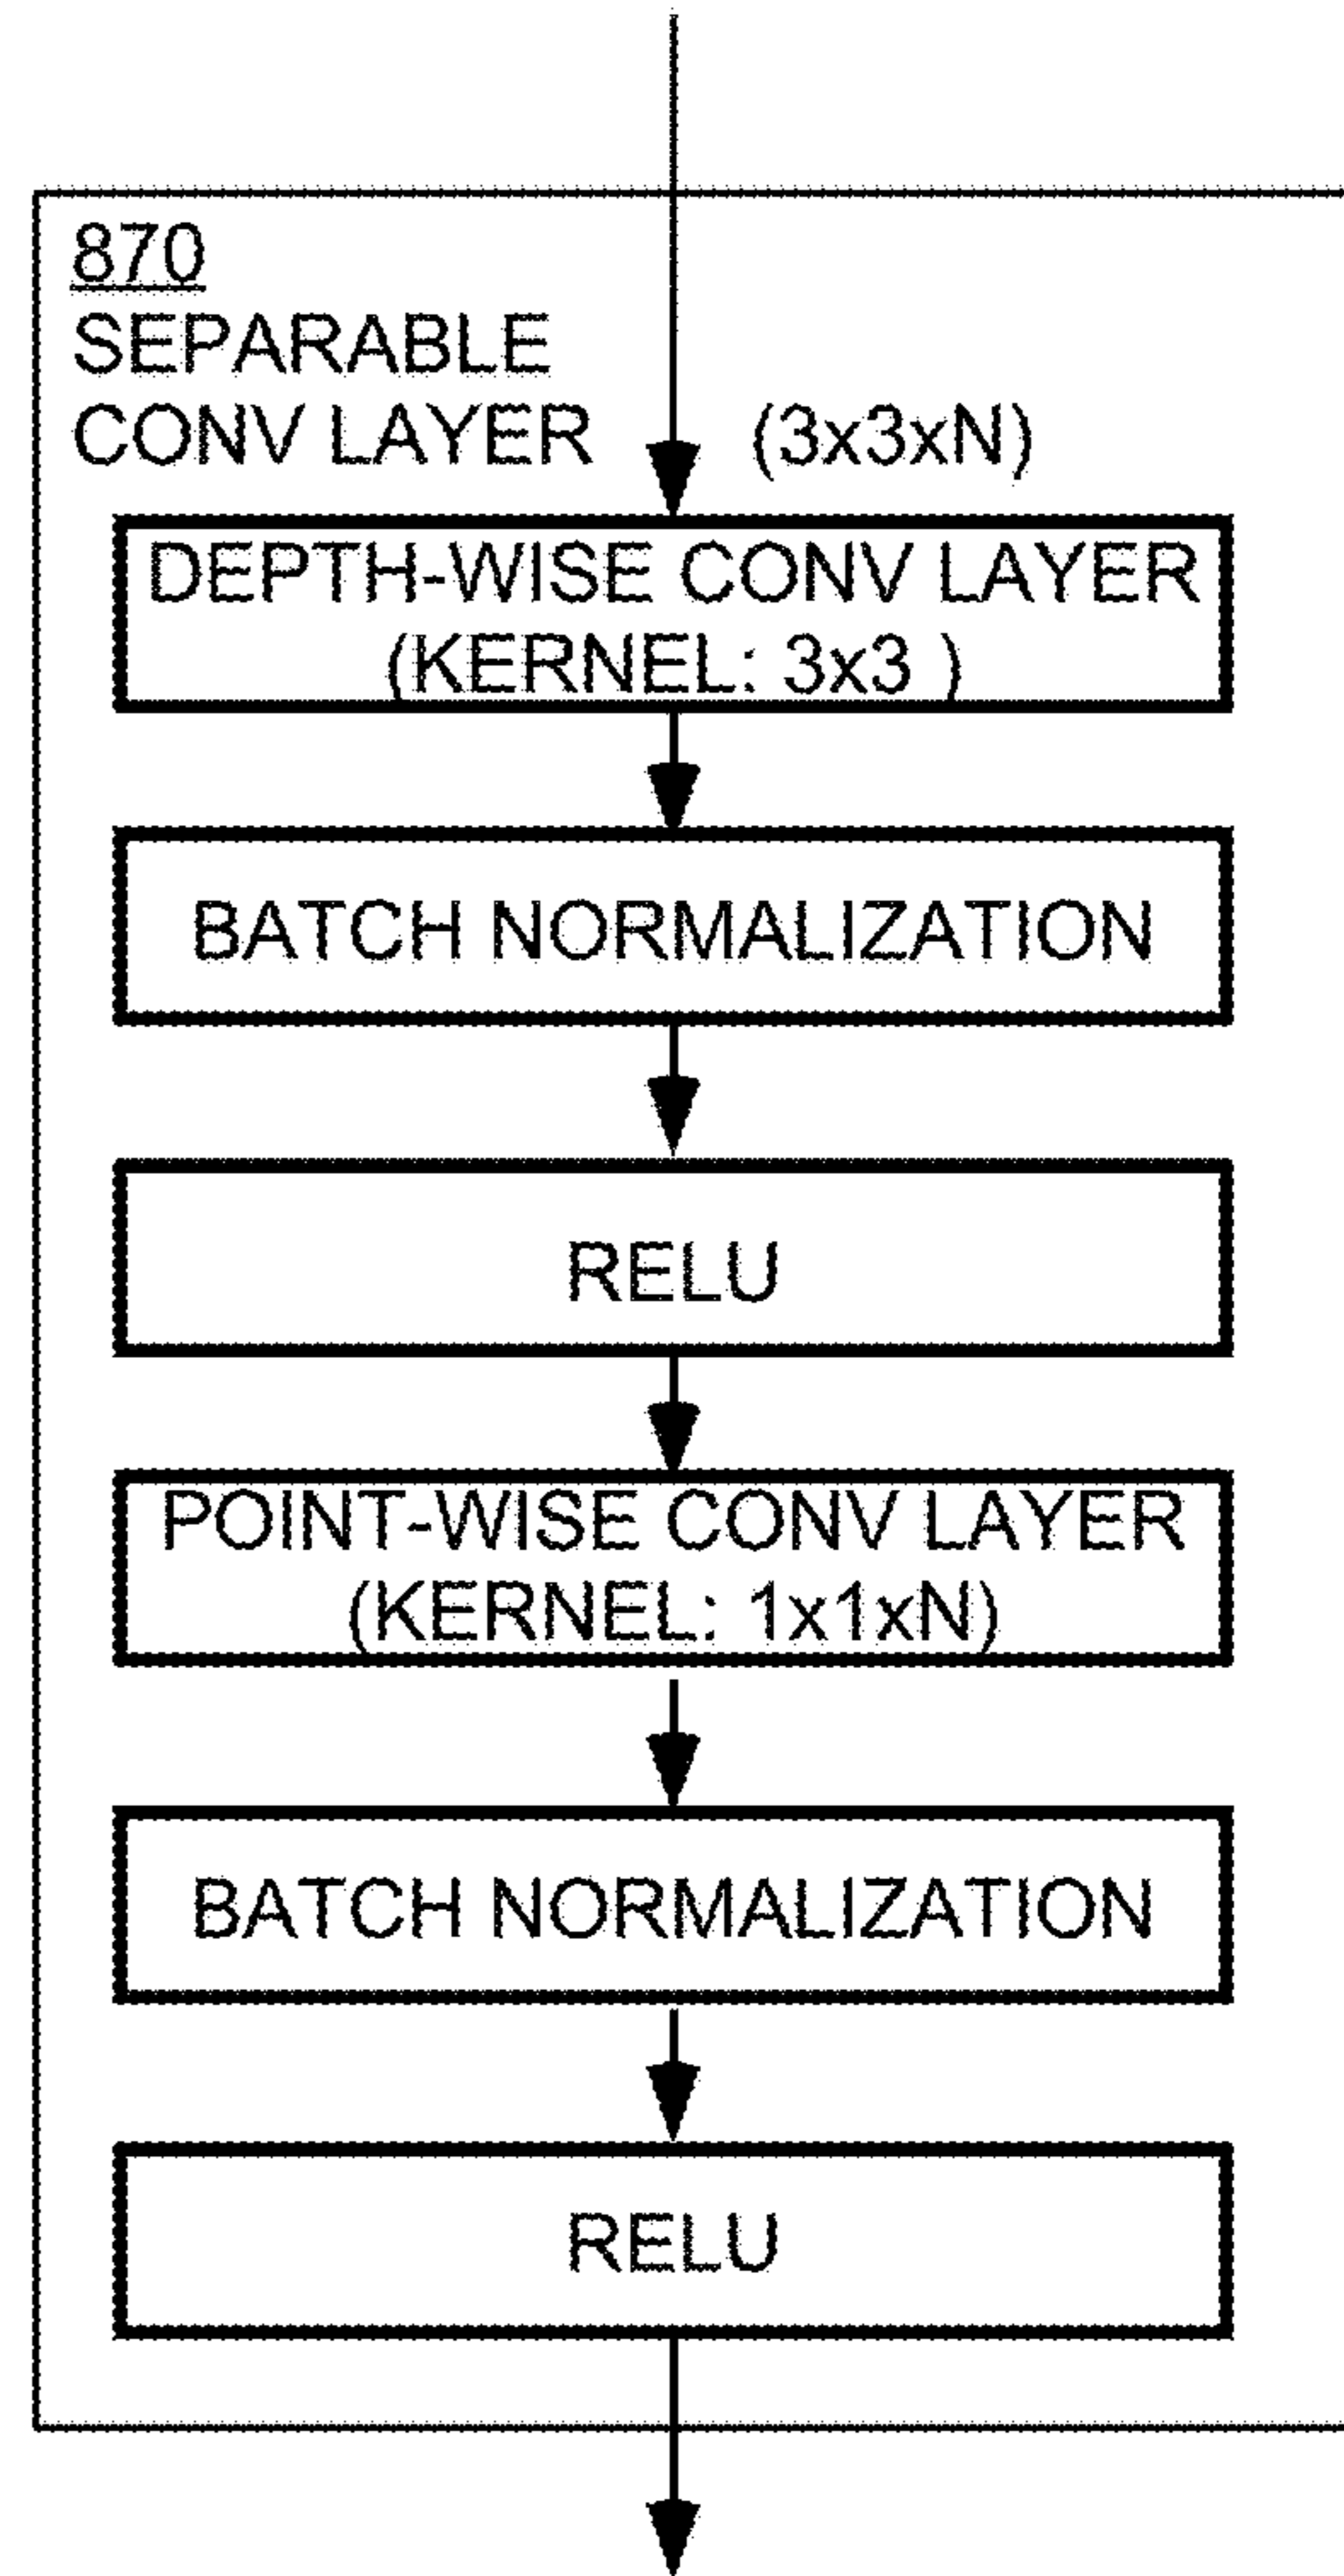 870
SEPARABLE
CONV LAYER (3x3xN)
DEPTH-WISE CONV LAYER
(KERNEL: 3x3 )
BATCH NORMALIZATION
RELU
POINT-WISE CONV LAYER
(KERNEL: 1x1xN)
BATCH NORMALIZATION
RELU